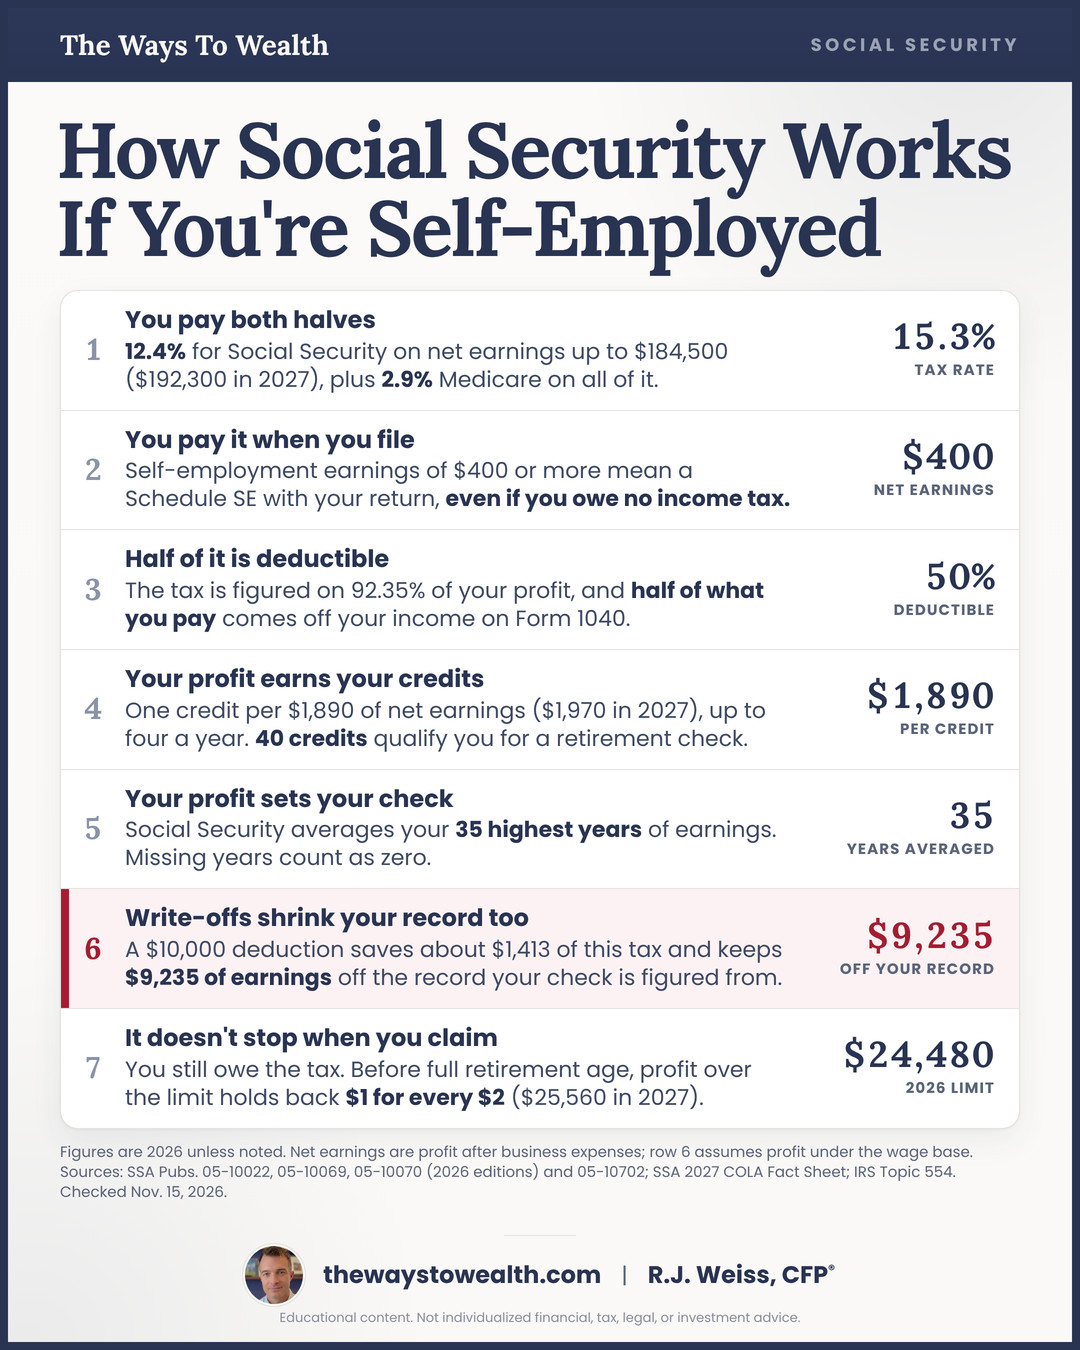 The Ways To Wealth
SOCIAL SECURITY
How Social Security Works
If You're Self-Employed
1
You pay both halves
12.4% for Social Security on net earnings up to $184,500
($192,300 in 2027), plus 2.9% Medicare on all of it.
15.3%
TAX RATE
2
You pay it when you file
Self-employment earnings of $400 or more mean a
Schedule SE with your return, even if you owe no income tax.
$400
NET EARNINGS
3
Half of it is deductible
The tax is figured on 92.35% of your profit, and half of what
you pay comes off your income on Form 1040.
50%
DEDUCTIBLE
4
Your profit earns your credits
One credit per $1,890 of net earnings ($1,970 in 2027), up to
four a year. 40 credits qualify you for a retirement check.
$1,890
PER CREDIT
5
Your profit sets your check
Social Security averages your 35 highest years of earnings.
Missing years count as zero.
35
YEARS AVERAGED
6
Write-offs shrink your record too
A $10,000 deduction saves about $1,413 of this tax and keeps
$9,235 of earnings off the record your check is figured from.
$9,235
OFF YOUR RECORD
7
It doesn't stop when you claim
You still owe the tax. Before full retirement age, profit over
the limit holds back $1 for every $2 ($25,560 in 2027).
$24,480
2026 LIMIT
Figures are 2026 unless noted. Net earnings are profit after business expenses; row 6 assumes profit under the wage base.
Sources: SSA Pubs. 05-10022, 05-10069, 05-10070 (2026 editions) and 05-10702; SSA 2027 COLA Fact Sheet; IRS Topic 554.
Checked Nov. 15, 2026.
thewaystowealth.com | R.J. Weiss, CFP®
Educational content. Not individualized financial, tax, legal, or investment advice.